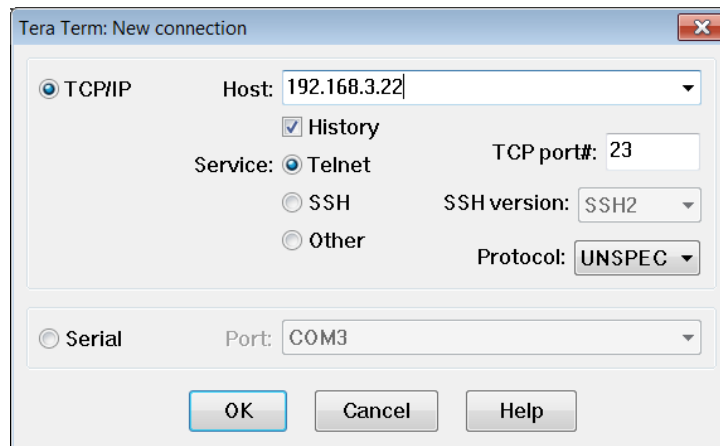 Tera Term: New connection
TCP/IP Host: 192.168.3.22
History
Service: Telnet TCP port#: 23
SSH SSH version: SSH2
Other Protocol: UNSPEC
Serial Port: COM3
OK Cancel Help